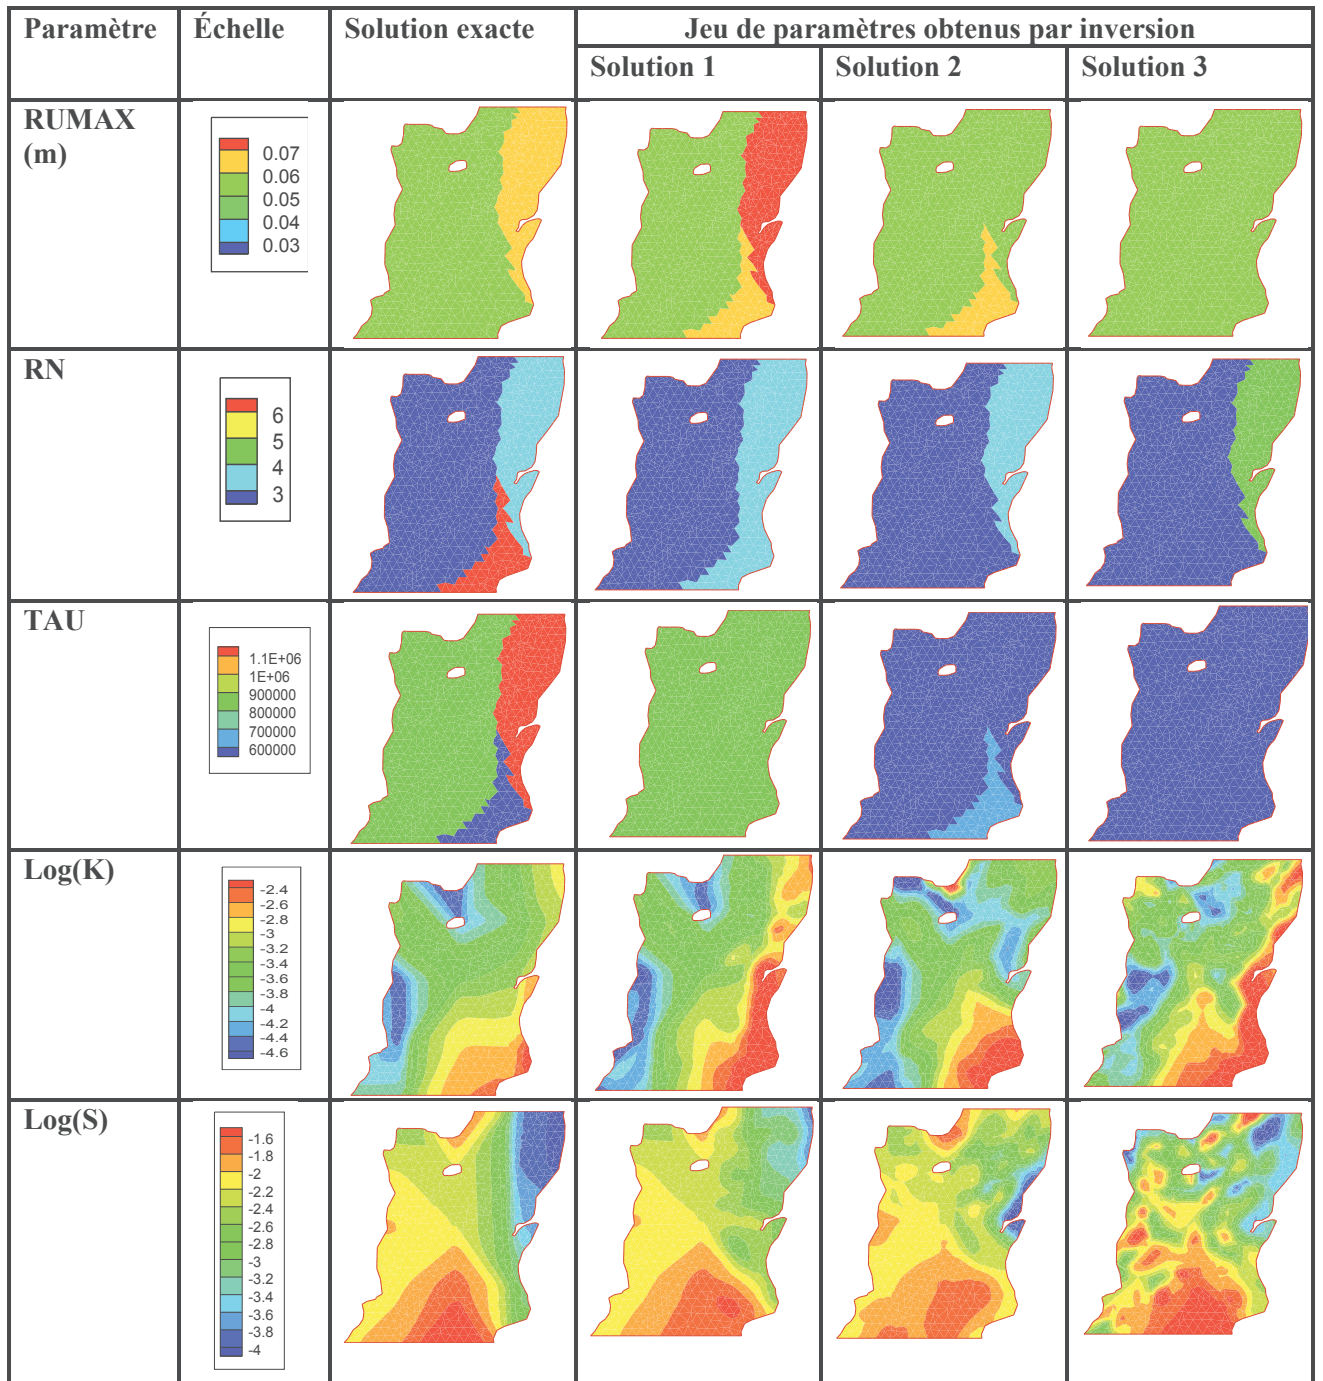 Paramètre
Échelle
Solution exacte
Jeu de paramètres obtenus par inversion
Solution 1
Solution 2
Solution 3
RUMAX
(m)
0.07
0.06
0.05
0.04
0.03
RN
6
5
4
3
TAU
1.1E+06
1E+06
900000
800000
700000
600000
Log(K)
-2.4
-2.6
-2.8
-3
-3.2
-3.4
-3.6
-3.8
-4
-4.2
-4.4
-4.6
Log(S)
-1.6
-1.8
-2
-2.2
-2.4
-2.6
-2.8
-3
-3.2
-3.4
-3.6
-3.8
-4